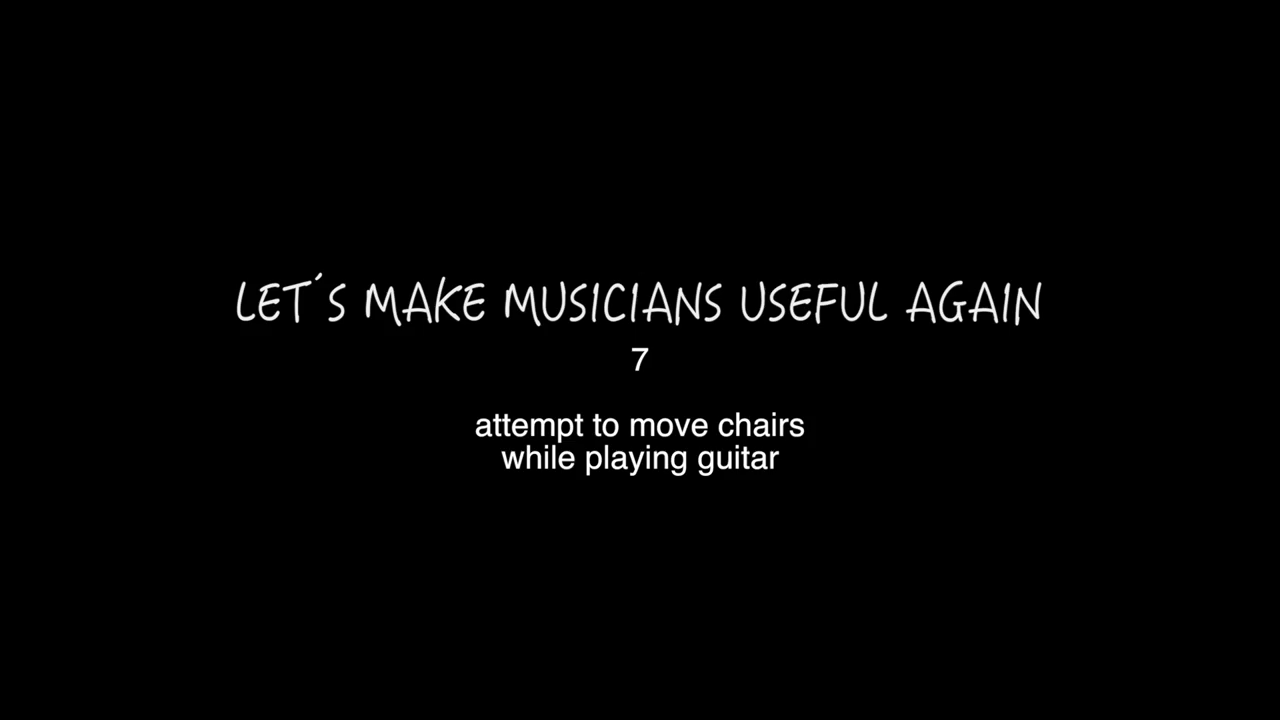 LET´S MAKE MUSICIANS USEFUL AGAIN
7
attempt to move chairs
while playing guitar